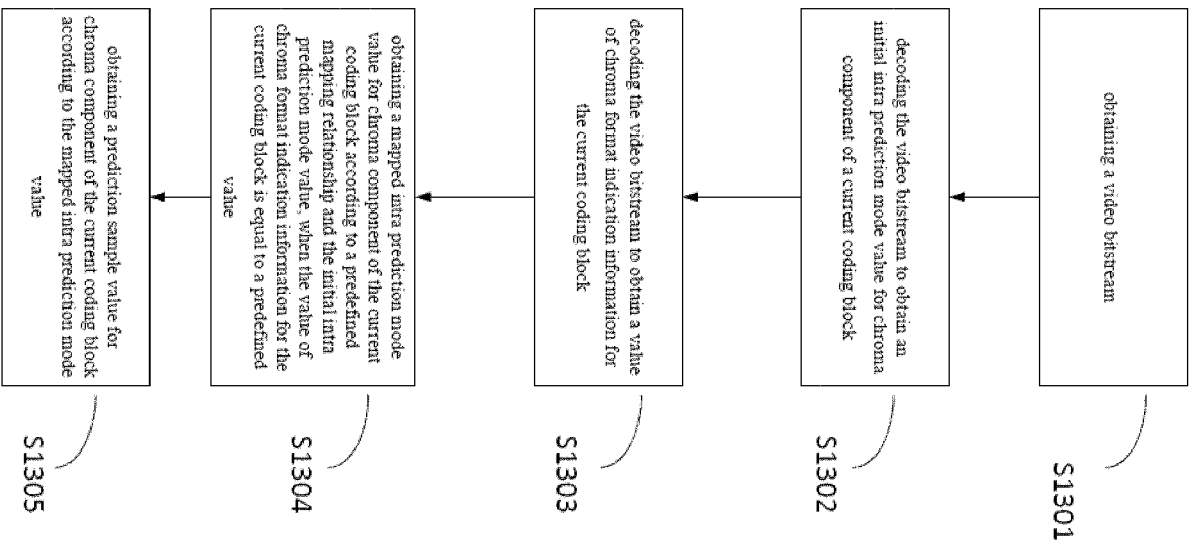 obtaining a video bitstream
S1301
decoding the video bitstream to obtain an
initial intra prediction mode value for chroma
component of a current coding block
S1302
decoding the video bitstream to obtain a value
of chroma format indication information for
the current coding block
S1303
obtaining a mapped intra prediction mode
value for chroma component of the current
coding block according to a predefined
mapping relationship and the initial intra
prediction mode value, when the value of
chroma format indication information for the
current coding block is equal to a predefined
value
S1304
obtaining a prediction sample value for
chroma component of the current coding block
according to the mapped intra prediction mode
value
S1305